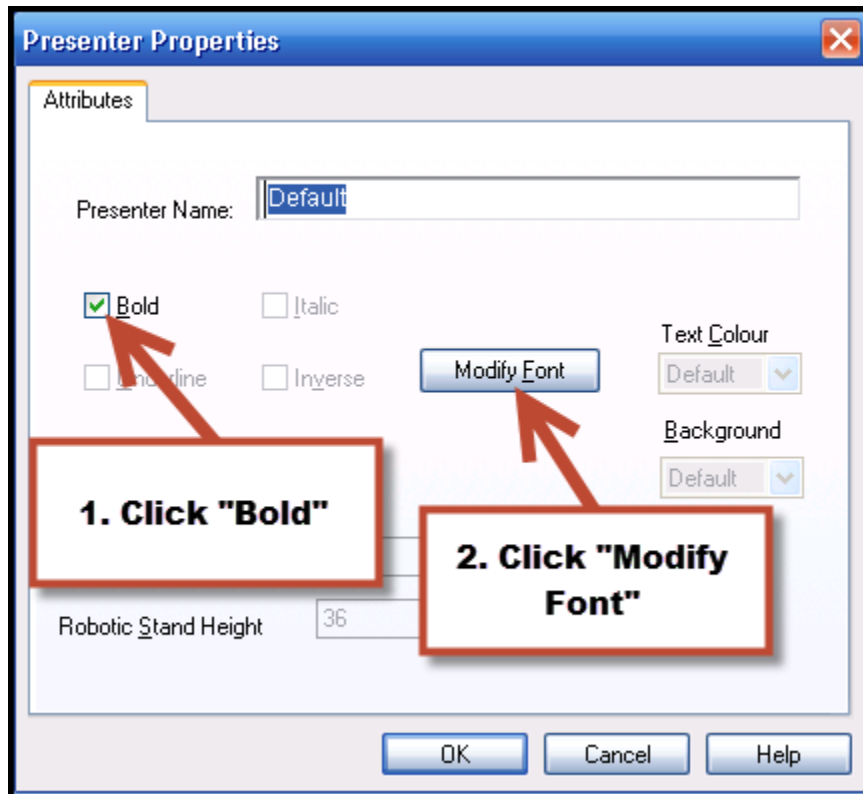 Presenter Properties
Attributes
Presenter Name: Default
Bold Italic
Text Colour
Underline Inverse Modify Font Default
Background
Default
1. Click "Bold"
2. Click "Modify
Font"
Robotic Stand Height 36
OK Cancel Help